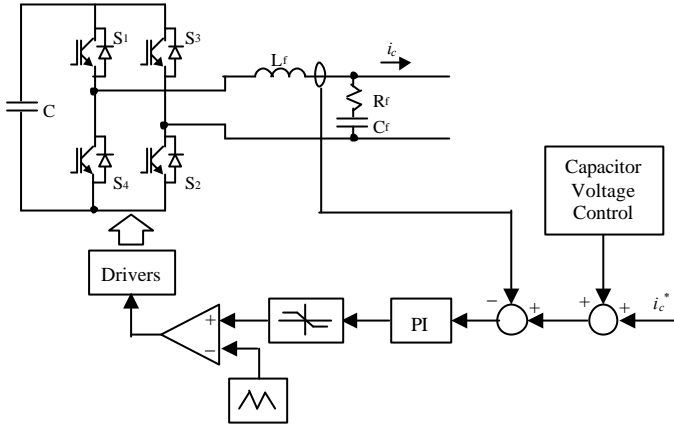 S1
S3
Lf
ic
C
Rf
Cf
S4
S2
Capacitor
Voltage
Control
Drivers
− + + +
ic*
+
PI
−